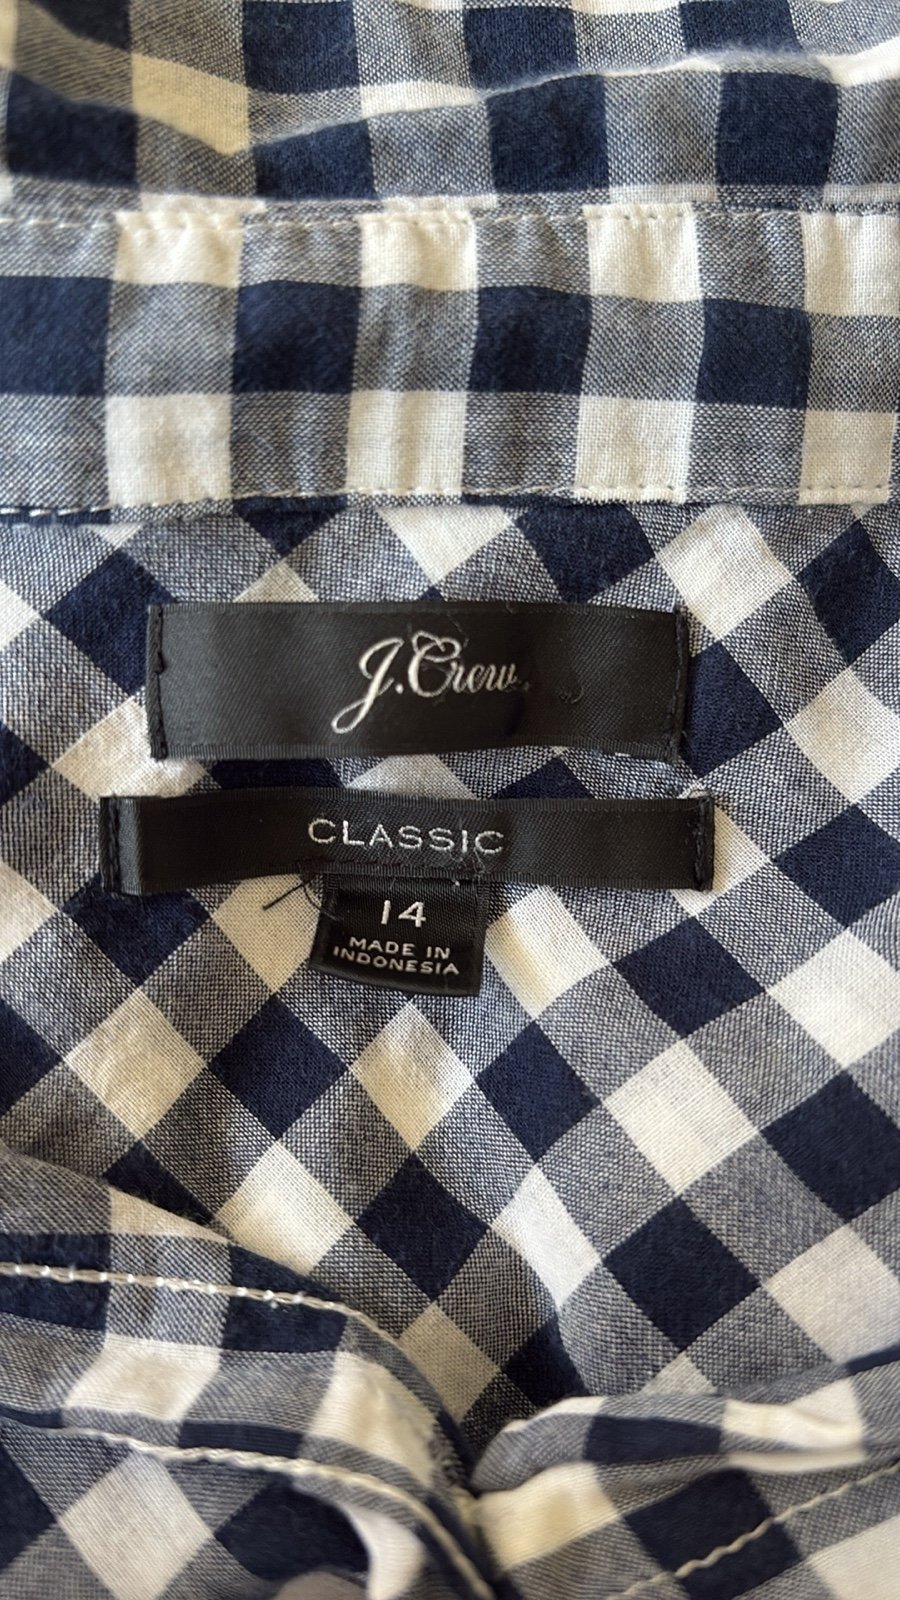 J.Crew.
CLASSIC
14
MADE IN
INDONESIA